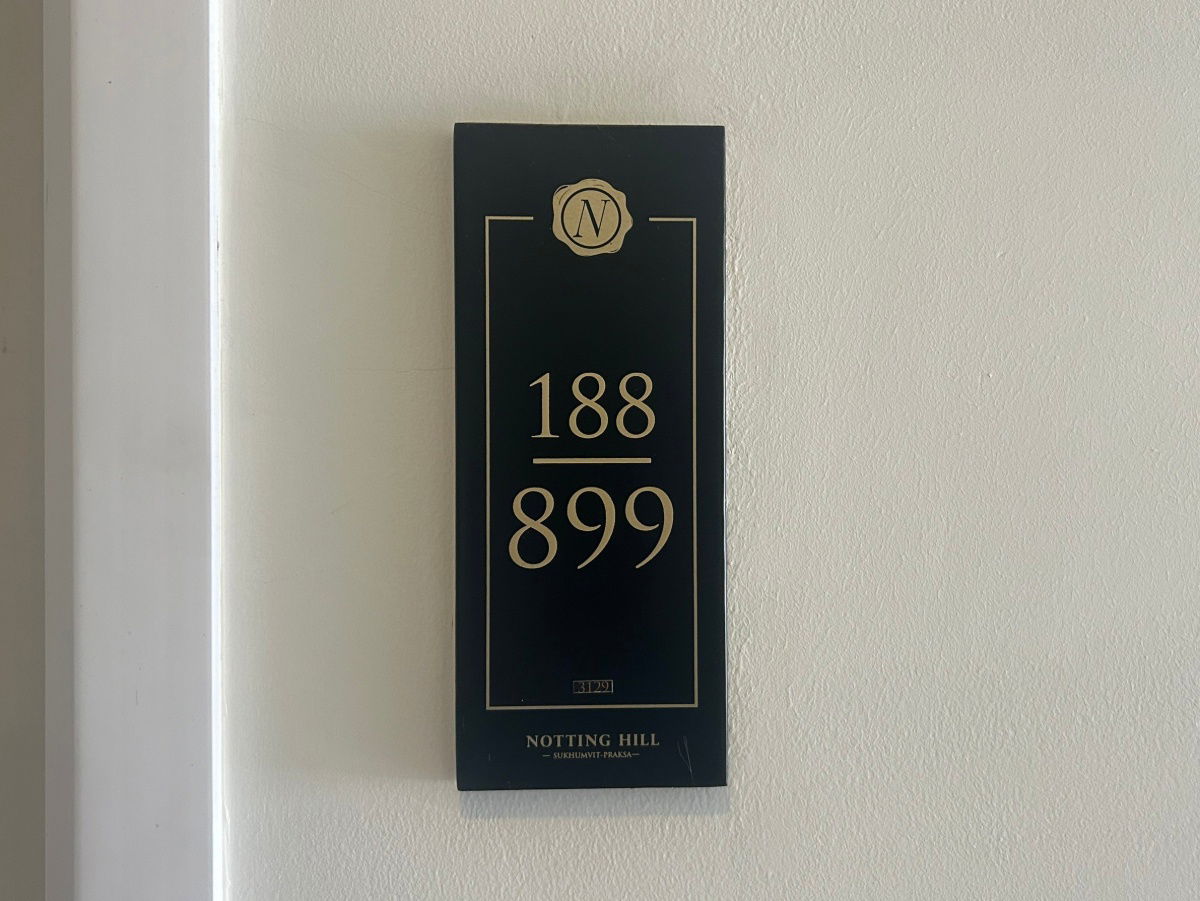 N
188
899
3129
NOTTING HILL
— SUKHUMVIT-PRAKSA —